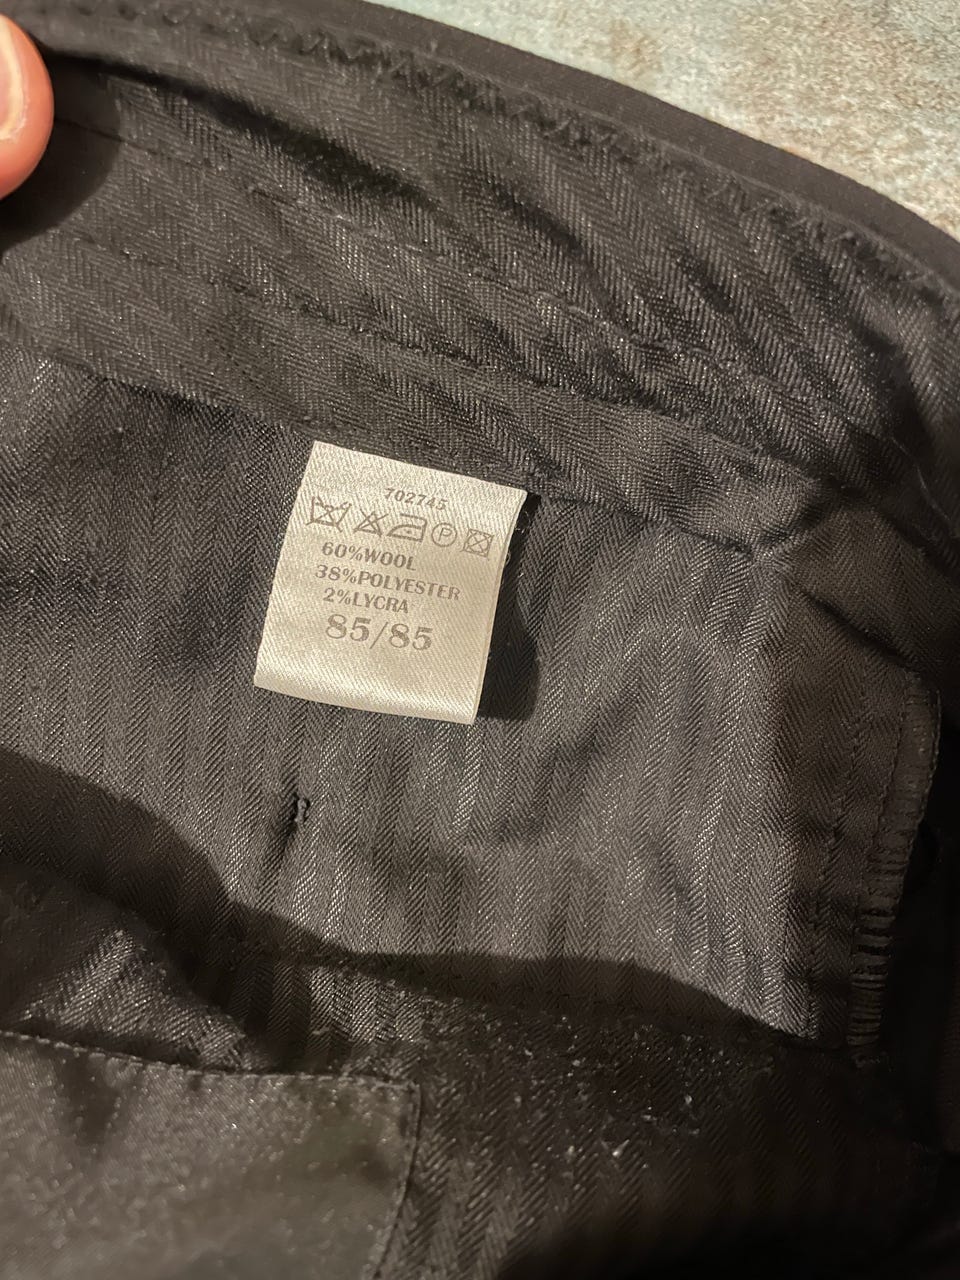 702745
P
60%WOOL
38%POLYESTER
2%LYCRA
85/85